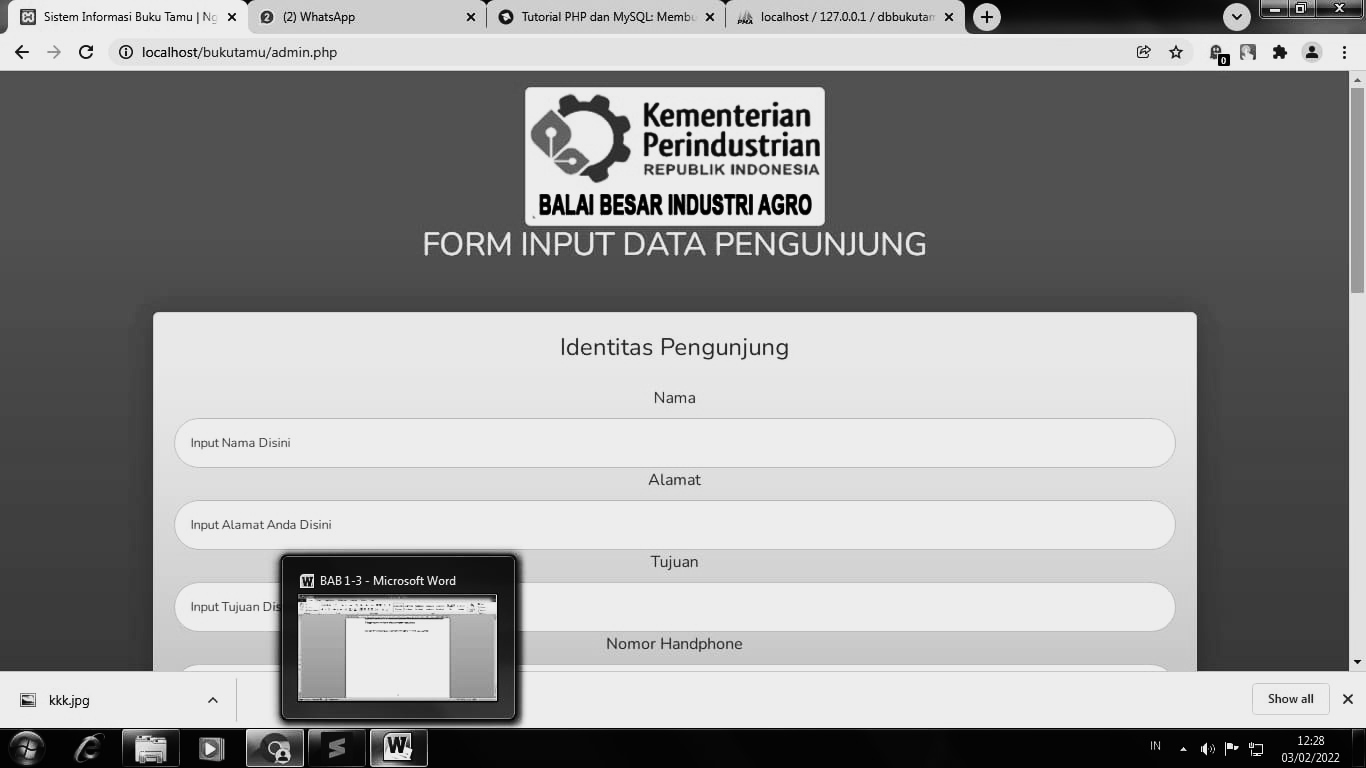 Sistem Informasi Buku Tamu | Ng
(2) WhatsApp
Tutorial PHP dan MySQL: Membu
localhost / 127.0.0.1 / dbbukutam
localhost/bukutamu/admin.php
0
Kementerian
Perindustrian
REPUBLIK INDONESIA
BALAI BESAR INDUSTRI AGRO
FORM INPUT DATA PENGUNJUNG
Identitas Pengunjung
Nama
Input Nama Disini
Alamat
Input Alamat Anda Disini
Tujuan
Input Tujuan Dis
Nomor Handphone
BAB 1-3 - Microsoft Word
kkk.jpg
Show all
IN
12:28
03/02/2022